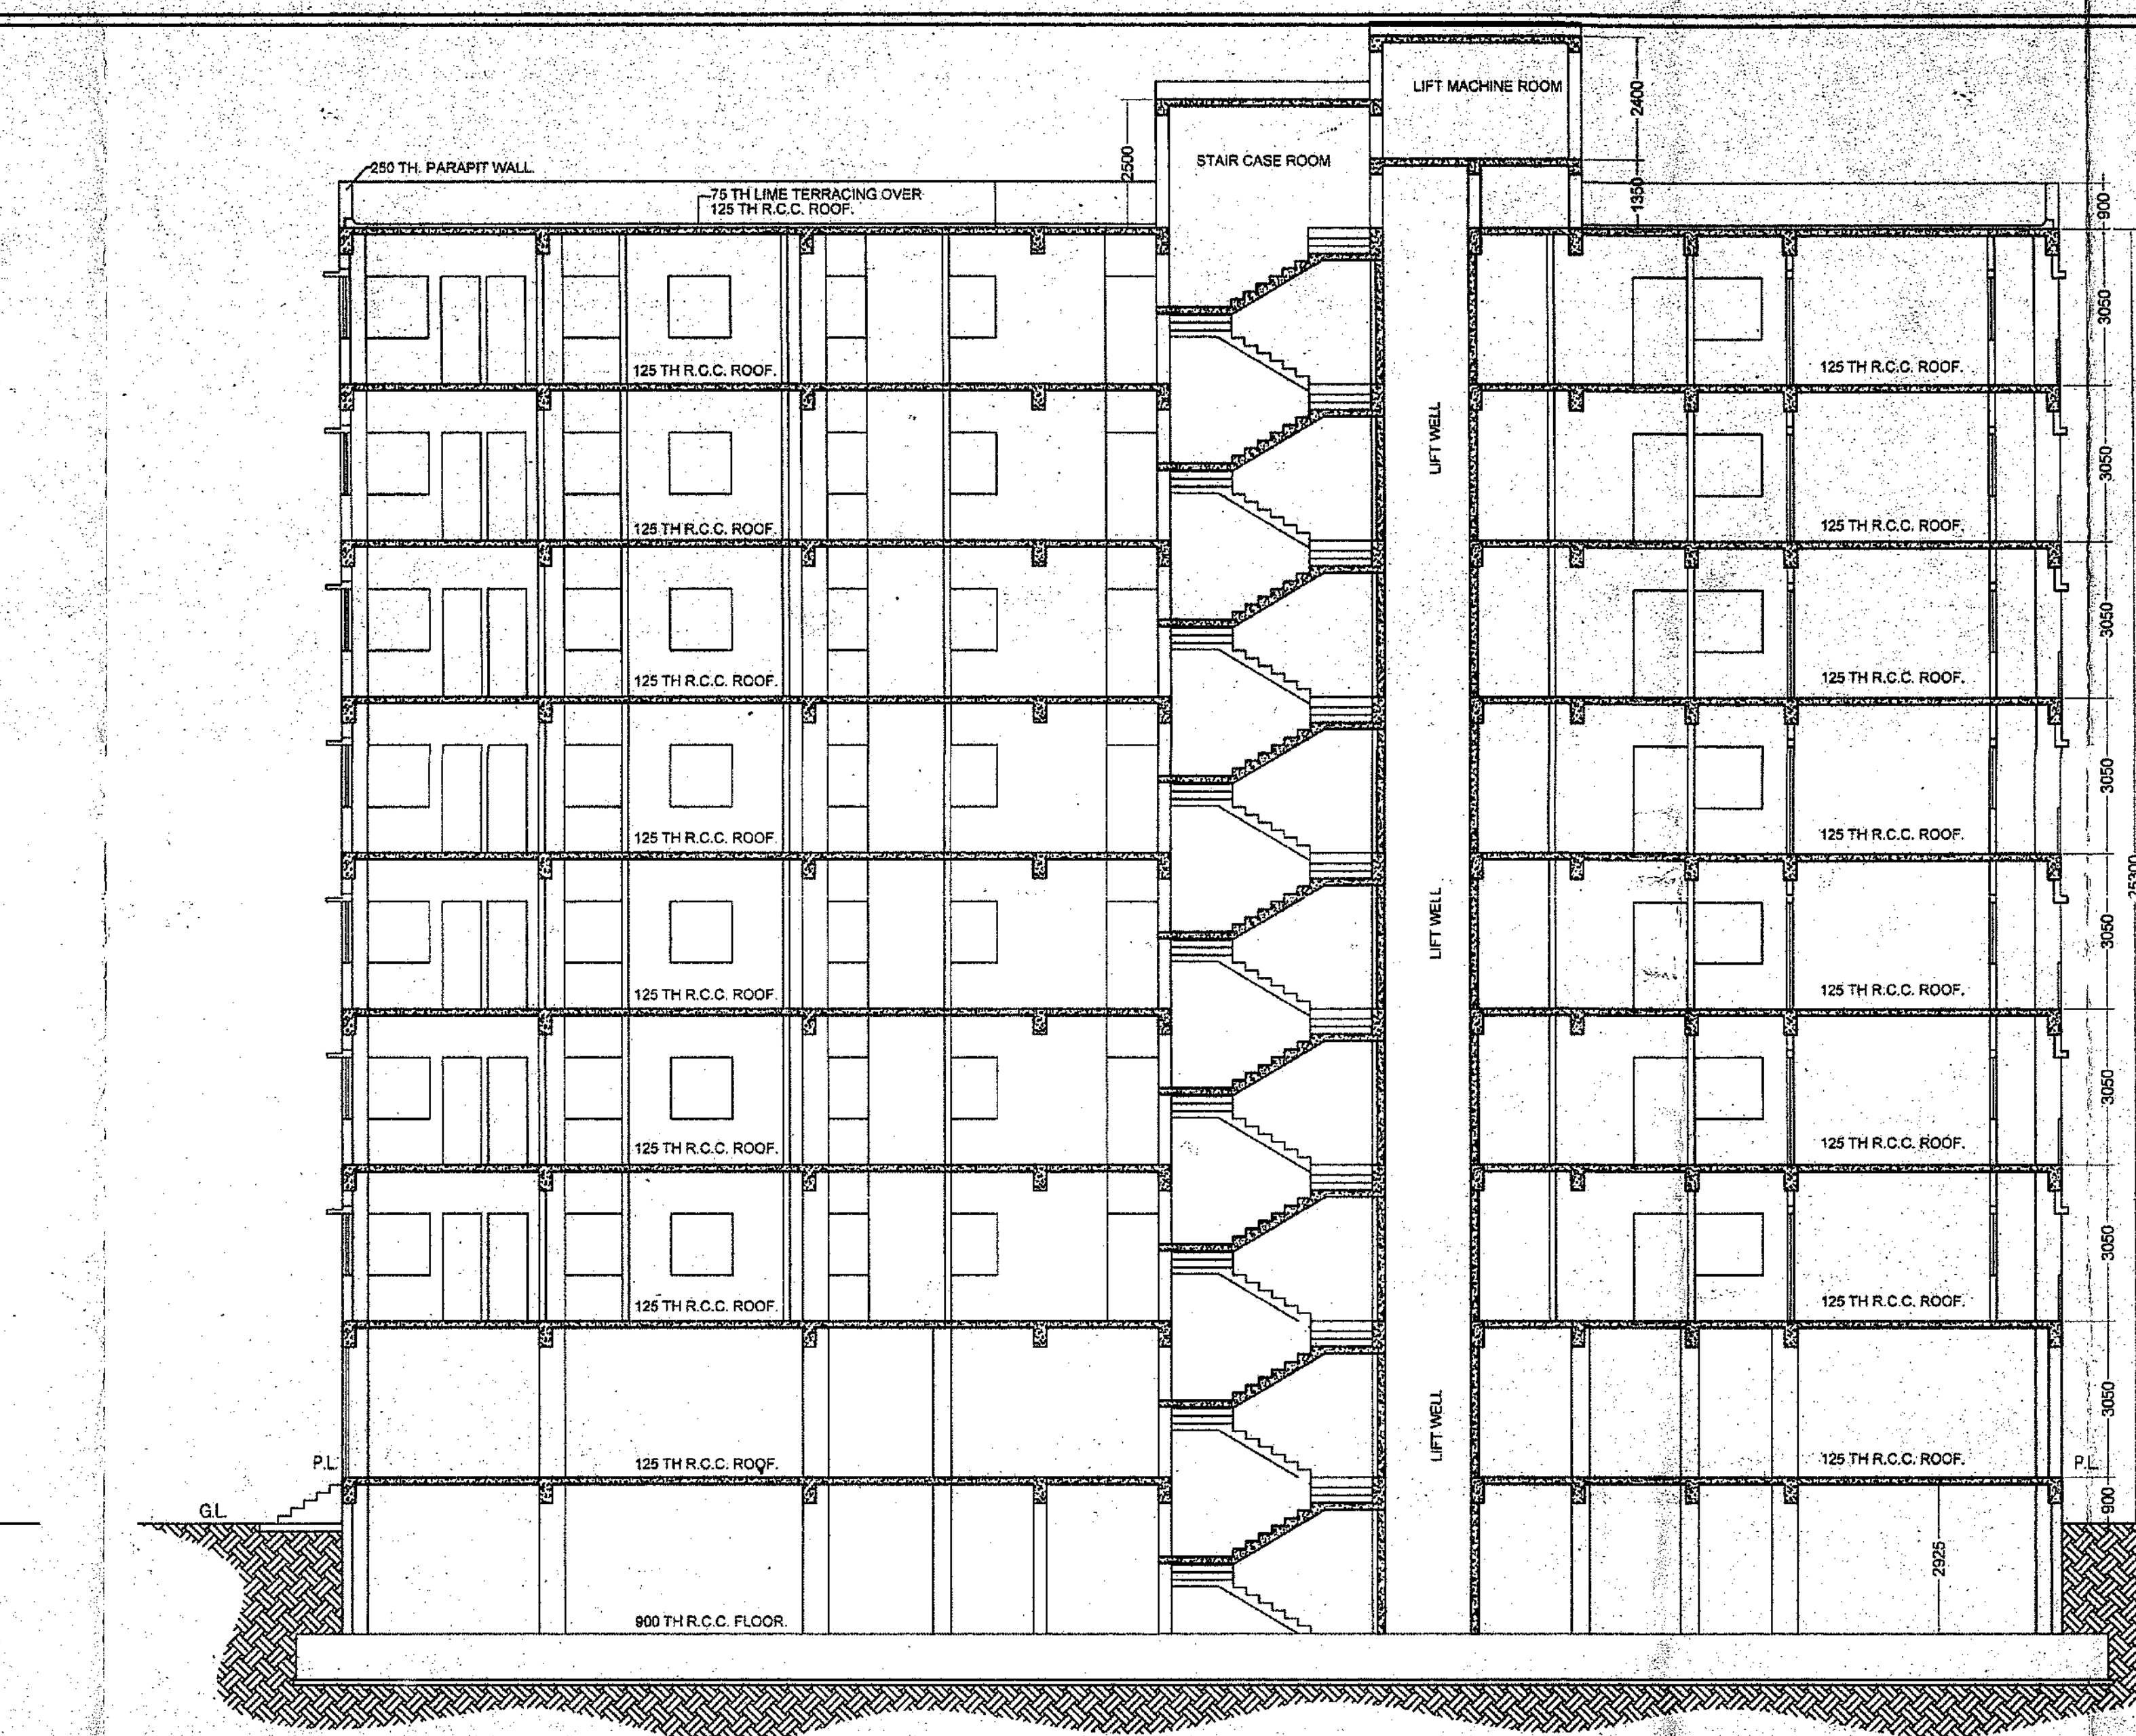 LIFT MACHINE ROOM
2400
STAIR CASE ROOM
2500
250 TH. PARAPIT WALL.
75 TH LIME TERRACING OVER
125 TH R.C.C. ROOF.
1350
900
3050
125 TH R.C.C. ROOF.
125 TH R.C.C. ROOF.
LIFT WELL
3050
125 TH R.C.C. ROOF.
125 TH R.C.C. ROOF.
3050
125 TH R.C.C. ROOF.
125 TH R.C.C. ROOF.
3050
125 TH R.C.C. ROOF.
125 TH R.C.C. ROOF.
25300
LIFT WELL
3050
125 TH R.C.C. ROOF.
125 TH R.C.C. ROOF.
3050
125 TH R.C.C. ROOF.
125 TH R.C.C. ROOF.
3050
125 TH R.C.C. ROOF.
125 TH R.C.C. ROOF.
LIFT WELL
3050
P.L.
125 TH R.C.C. ROOF.
125 TH R.C.C. ROOF.
P.L.
G.L.
900
2925
900 TH R.C.C. FLOOR.